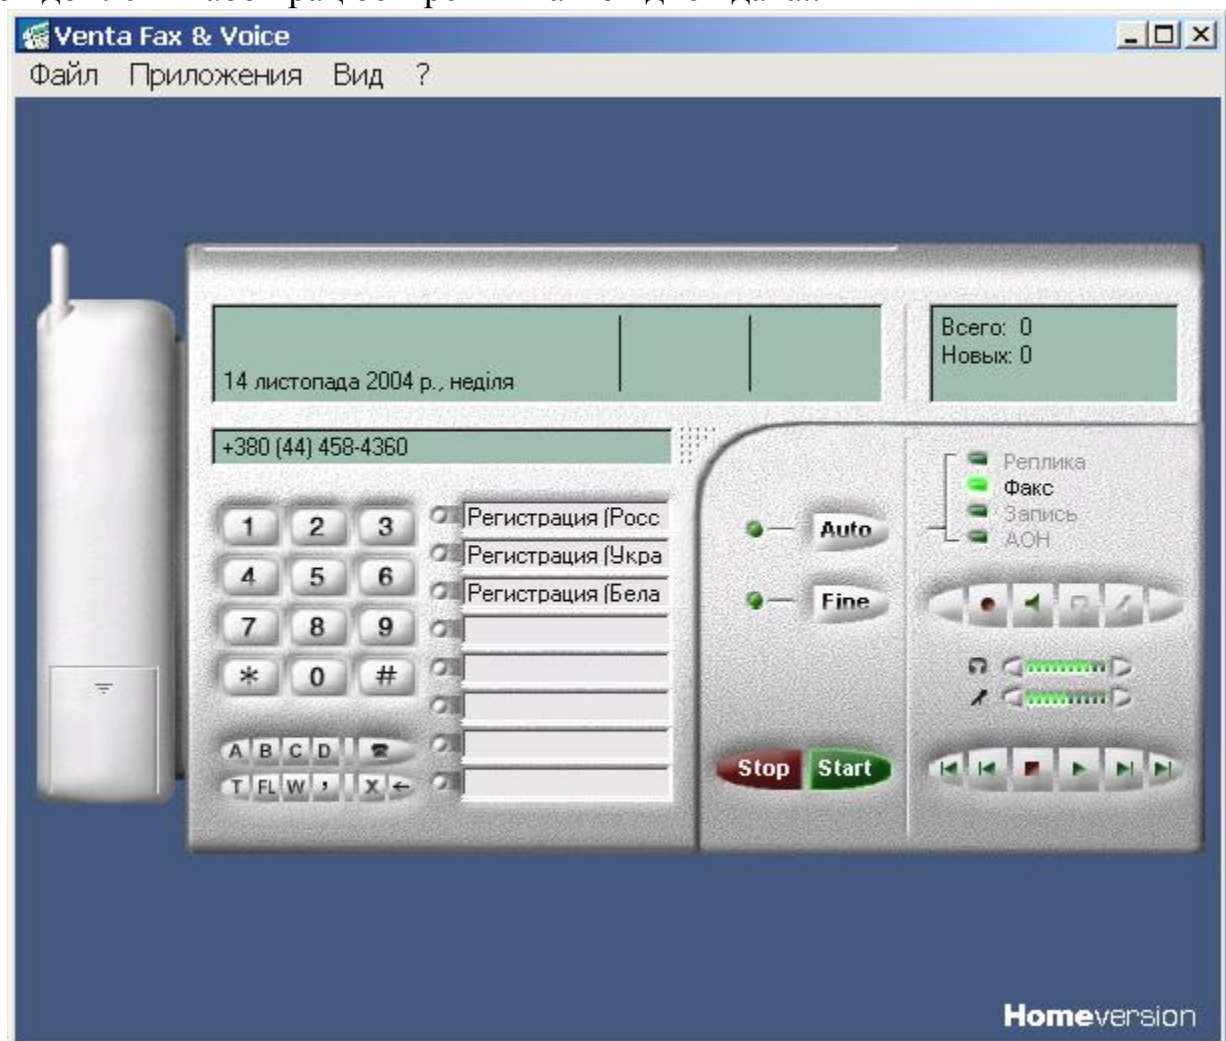 Venta Fax & Voice
Файл Приложения Вид ?
14 листопада 2004 р., неділя
Всего: 0
Новых: 0
+380 (44) 458-4360
Реплика
Факс
Запись
АОН
1 2 3
4 5 6
7 8 9
* 0 #
A B C D
T FL W , X ←
Регистрация (Росс
Регистрация (Укра
Регистрация (Бела
Auto
Fine
Stop Start
Homeversion